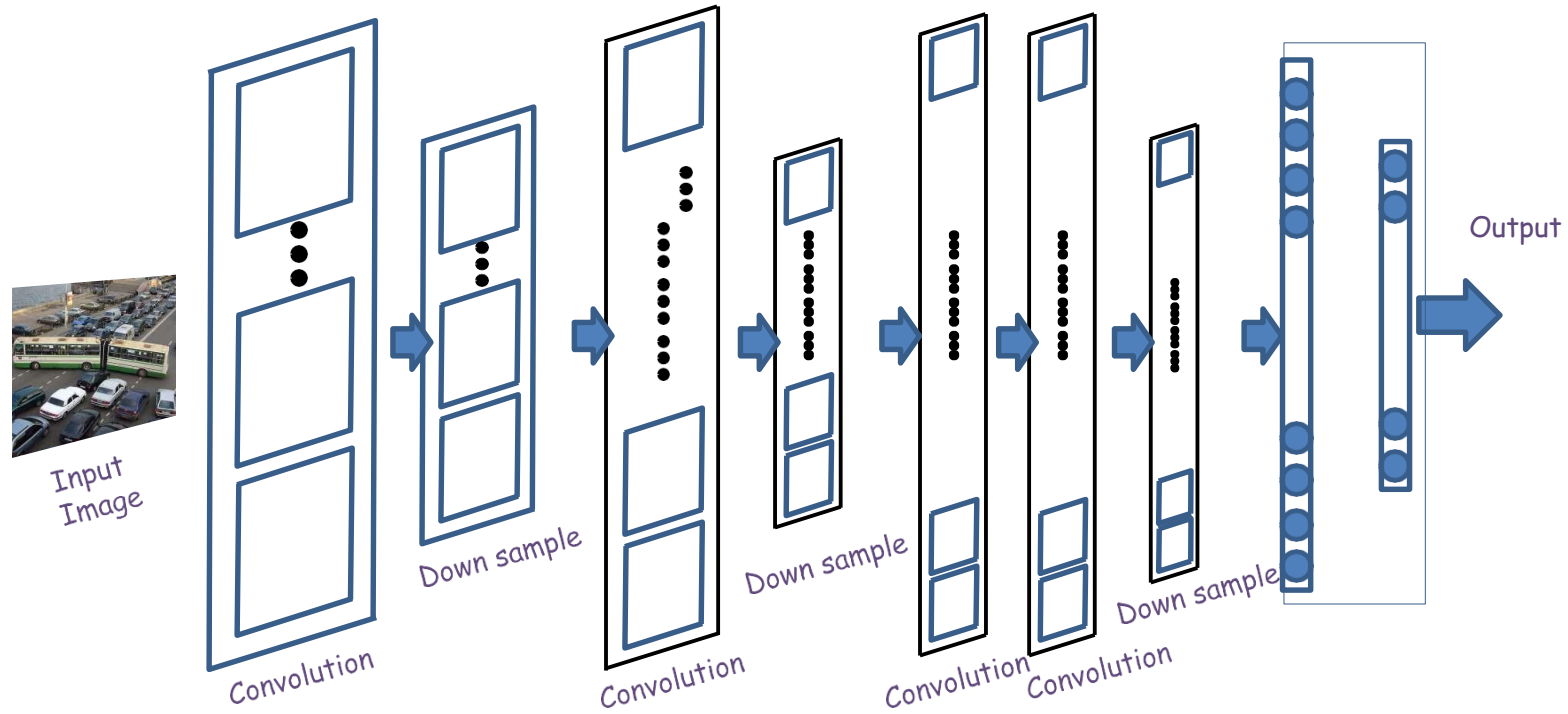 Input
Image
Convolution
Down sample
Convolution
Down sample
Convolution
Convolution
Down sample
Output